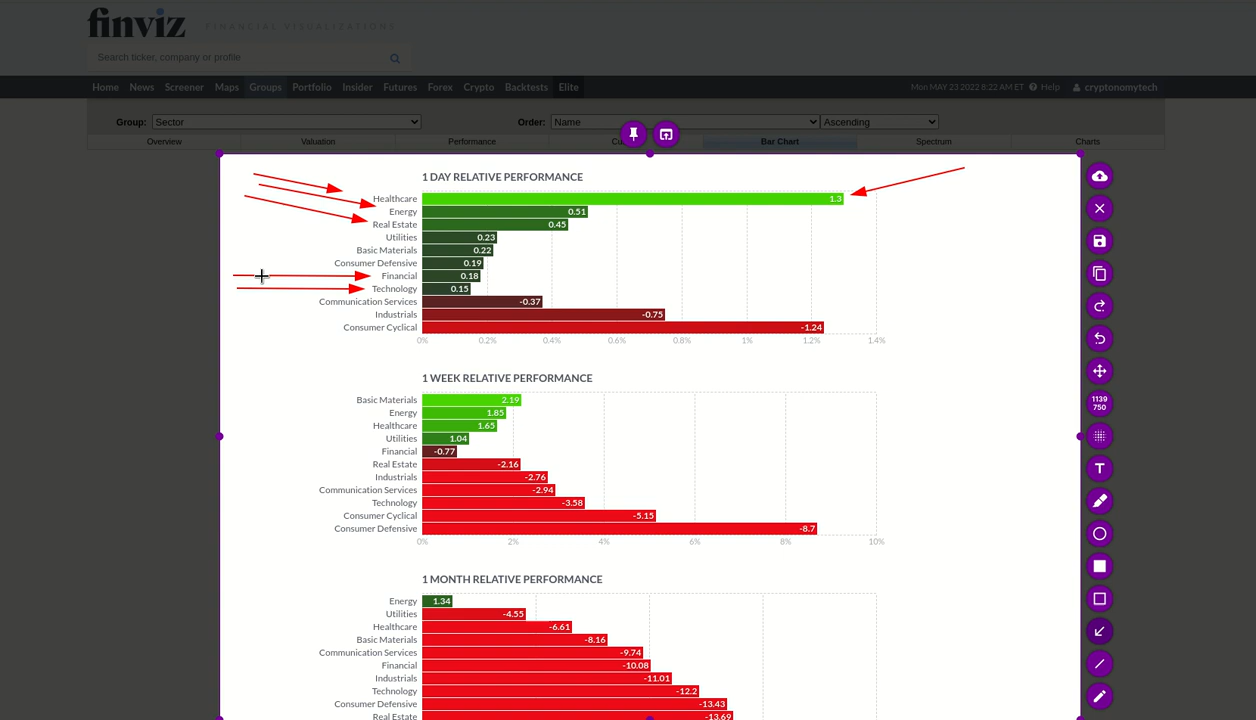 finviz FINANCIAL VISUALIZATIONS
Search ticker, company or profile
Home News Screener Maps Groups Portfolio Insider Futures Forex Crypto Backtests Elite Mon MAY 23 2022 8:22 AM ET Help cryptonomytech
Group: Sector Order: Name Ascending
Overview Valuation Performance Cu Bar Chart Spectrum Charts
1 DAY RELATIVE PERFORMANCE
Healthcare 1.3
Energy 0.51
Real Estate 0.45
Utilities 0.23
Basic Materials 0.22
Consumer Defensive 0.19
Financial 0.18
Technology 0.15
Communication Services -0.37
Industrials -0.75
Consumer Cyclical -1.24
0% 0.2% 0.4% 0.6% 0.8% 1% 1.2% 1.4%
1 WEEK RELATIVE PERFORMANCE
Basic Materials 2.19
Energy 1.85
Healthcare 1.65
Utilities 1.04
Financial -0.77
Real Estate -2.16
Industrials -2.76
Communication Services -2.94
Technology -3.58
Consumer Cyclical -5.15
Consumer Defensive -8.7
0% 2% 4% 6% 8% 10%
1 MONTH RELATIVE PERFORMANCE
Energy 1.34
Utilities -4.55
Healthcare -6.61
Basic Materials -8.16
Communication Services -9.74
Financial -10.08
Industrials -11.01
Technology -12.2
Consumer Defensive -13.43
Real Estate -13.69
1139
750
T